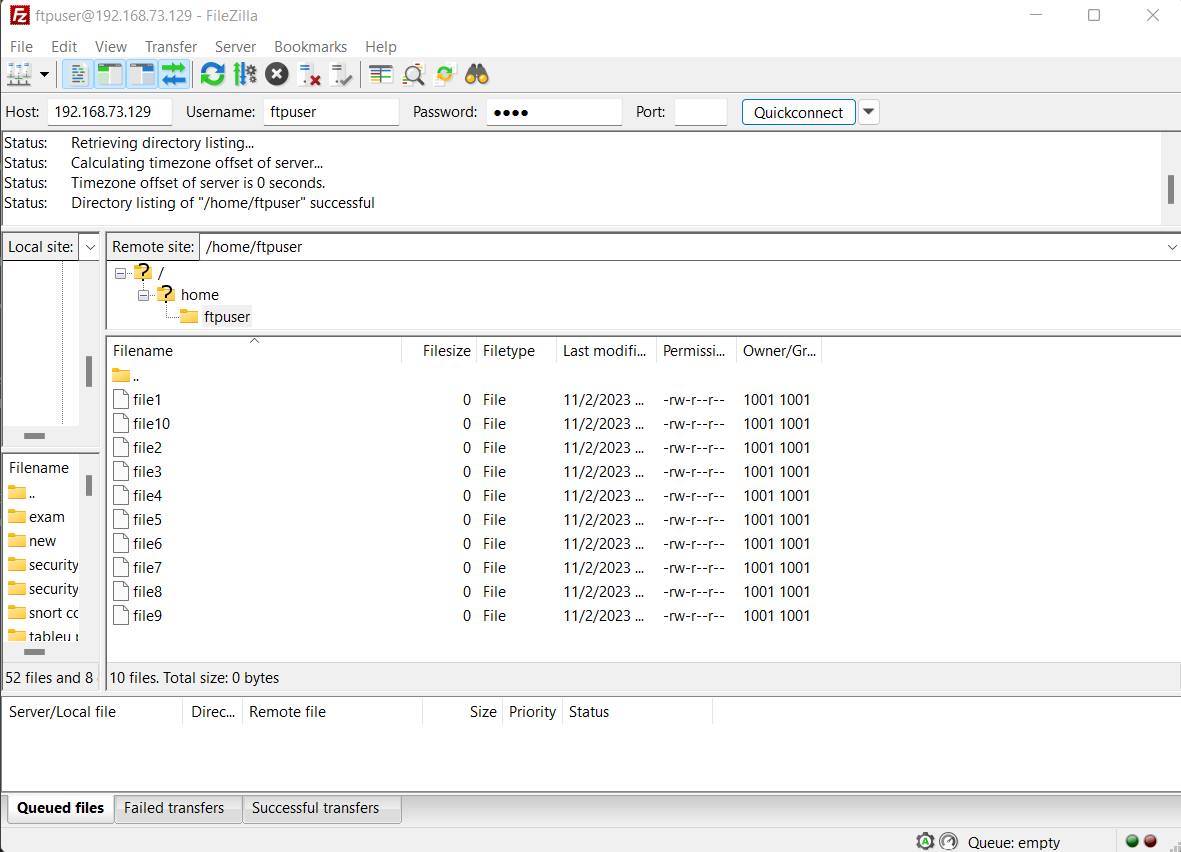 ftpuser@192.168.73.129 - FileZilla
File Edit View Transfer Server Bookmarks Help
Host: 192.168.73.129 Username: ftpuser Password: ●●●● Port: Quickconnect
Status: Retrieving directory listing...
Status: Calculating timezone offset of server...
Status: Timezone offset of server is 0 seconds.
Status: Directory listing of "/home/ftpuser" successful
Local site:
Remote site: /home/ftpuser
/
home
ftpuser
Filename
..
exam
new
security
security
snort co
tableu
52 files and 8
Filename Filesize Filetype Last modifi... Permissi... Owner/Gr...
..
file1 0 File 11/2/2023 ... -rw-r--r-- 1001 1001
file10 0 File 11/2/2023 ... -rw-r--r-- 1001 1001
file2 0 File 11/2/2023 ... -rw-r--r-- 1001 1001
file3 0 File 11/2/2023 ... -rw-r--r-- 1001 1001
file4 0 File 11/2/2023 ... -rw-r--r-- 1001 1001
file5 0 File 11/2/2023 ... -rw-r--r-- 1001 1001
file6 0 File 11/2/2023 ... -rw-r--r-- 1001 1001
file7 0 File 11/2/2023 ... -rw-r--r-- 1001 1001
file8 0 File 11/2/2023 ... -rw-r--r-- 1001 1001
file9 0 File 11/2/2023 ... -rw-r--r-- 1001 1001
10 files. Total size: 0 bytes
Server/Local file Direc... Remote file Size Priority Status
Queued files Failed transfers Successful transfers
Queue: empty